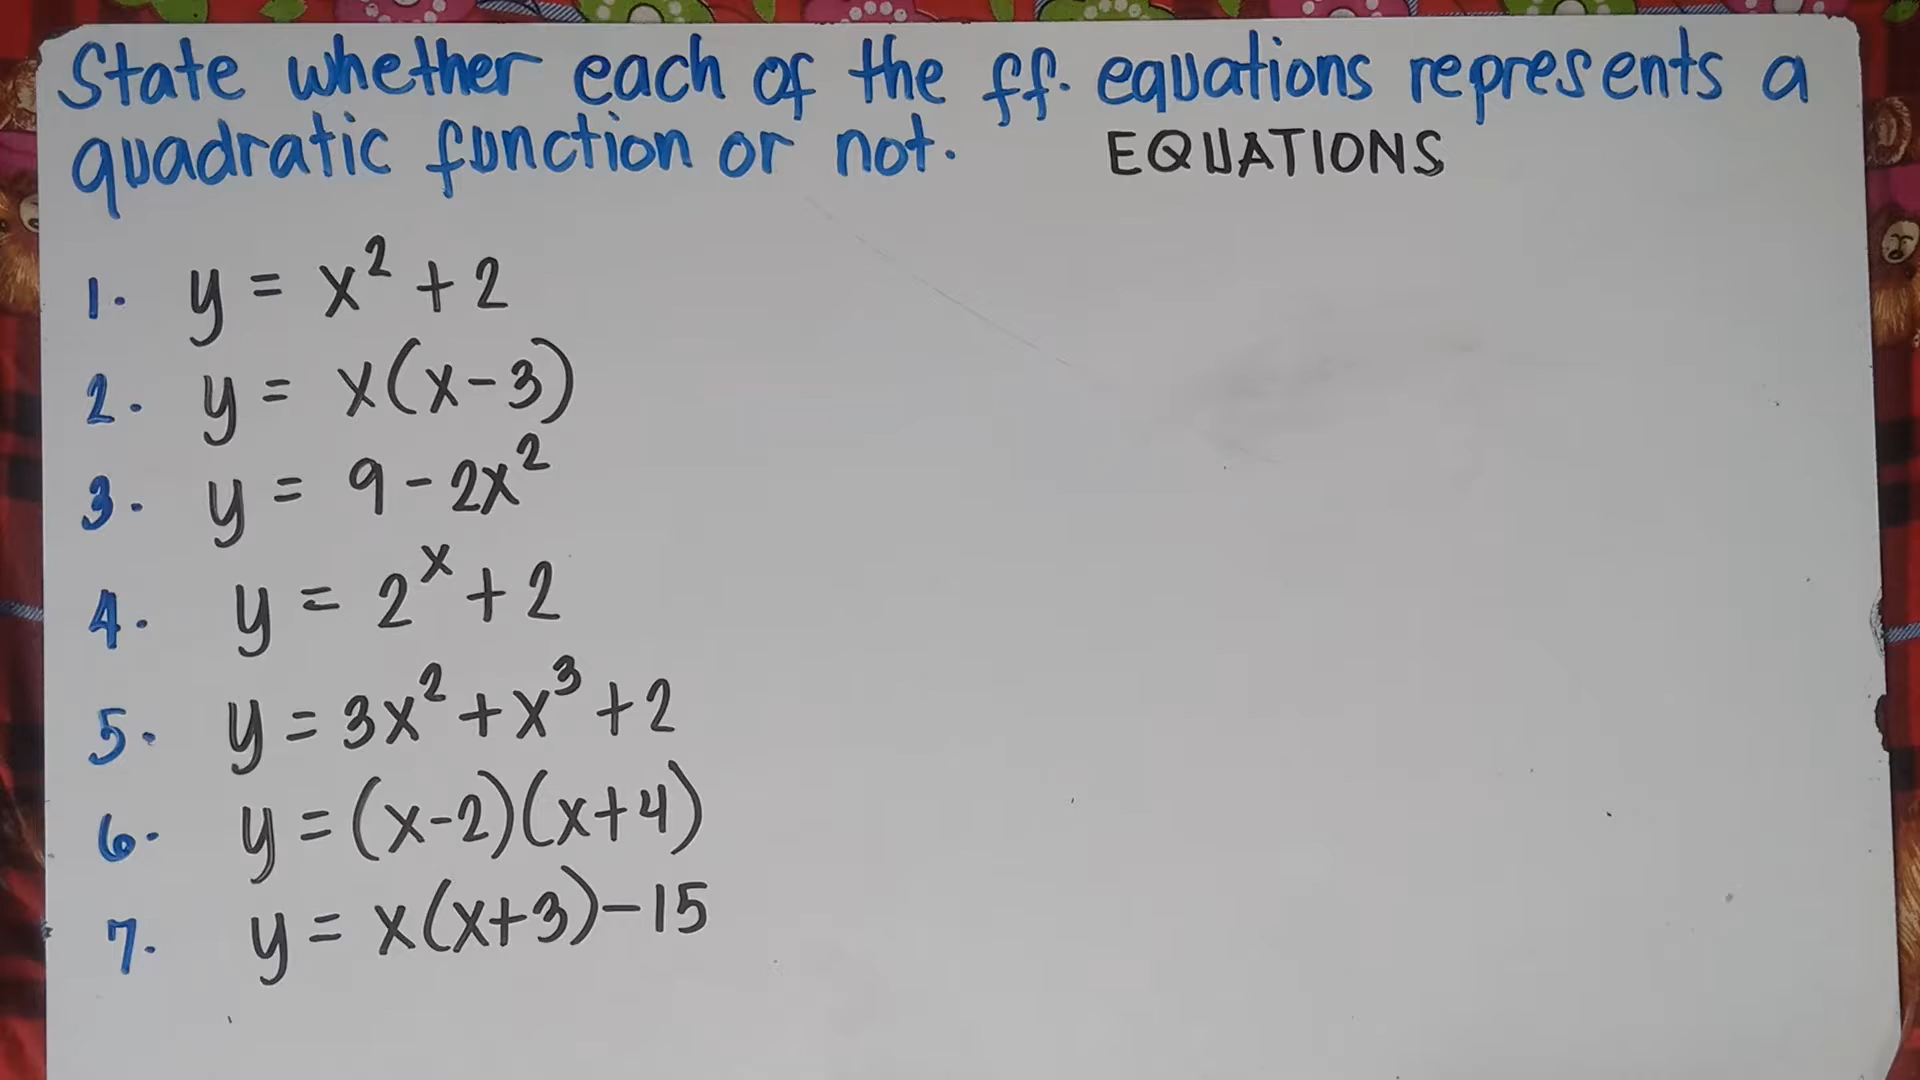 State whether each of the ff. equations represents a
quadratic function or not. EQUATIONS
1. y = x² + 2
2. y = x(x-3)
3. y = 9 - 2x²
4. y = 2ˣ + 2
5. y = 3x² + x³ + 2
6. y = (x-2)(x+4)
7. y = x(x+3)-15